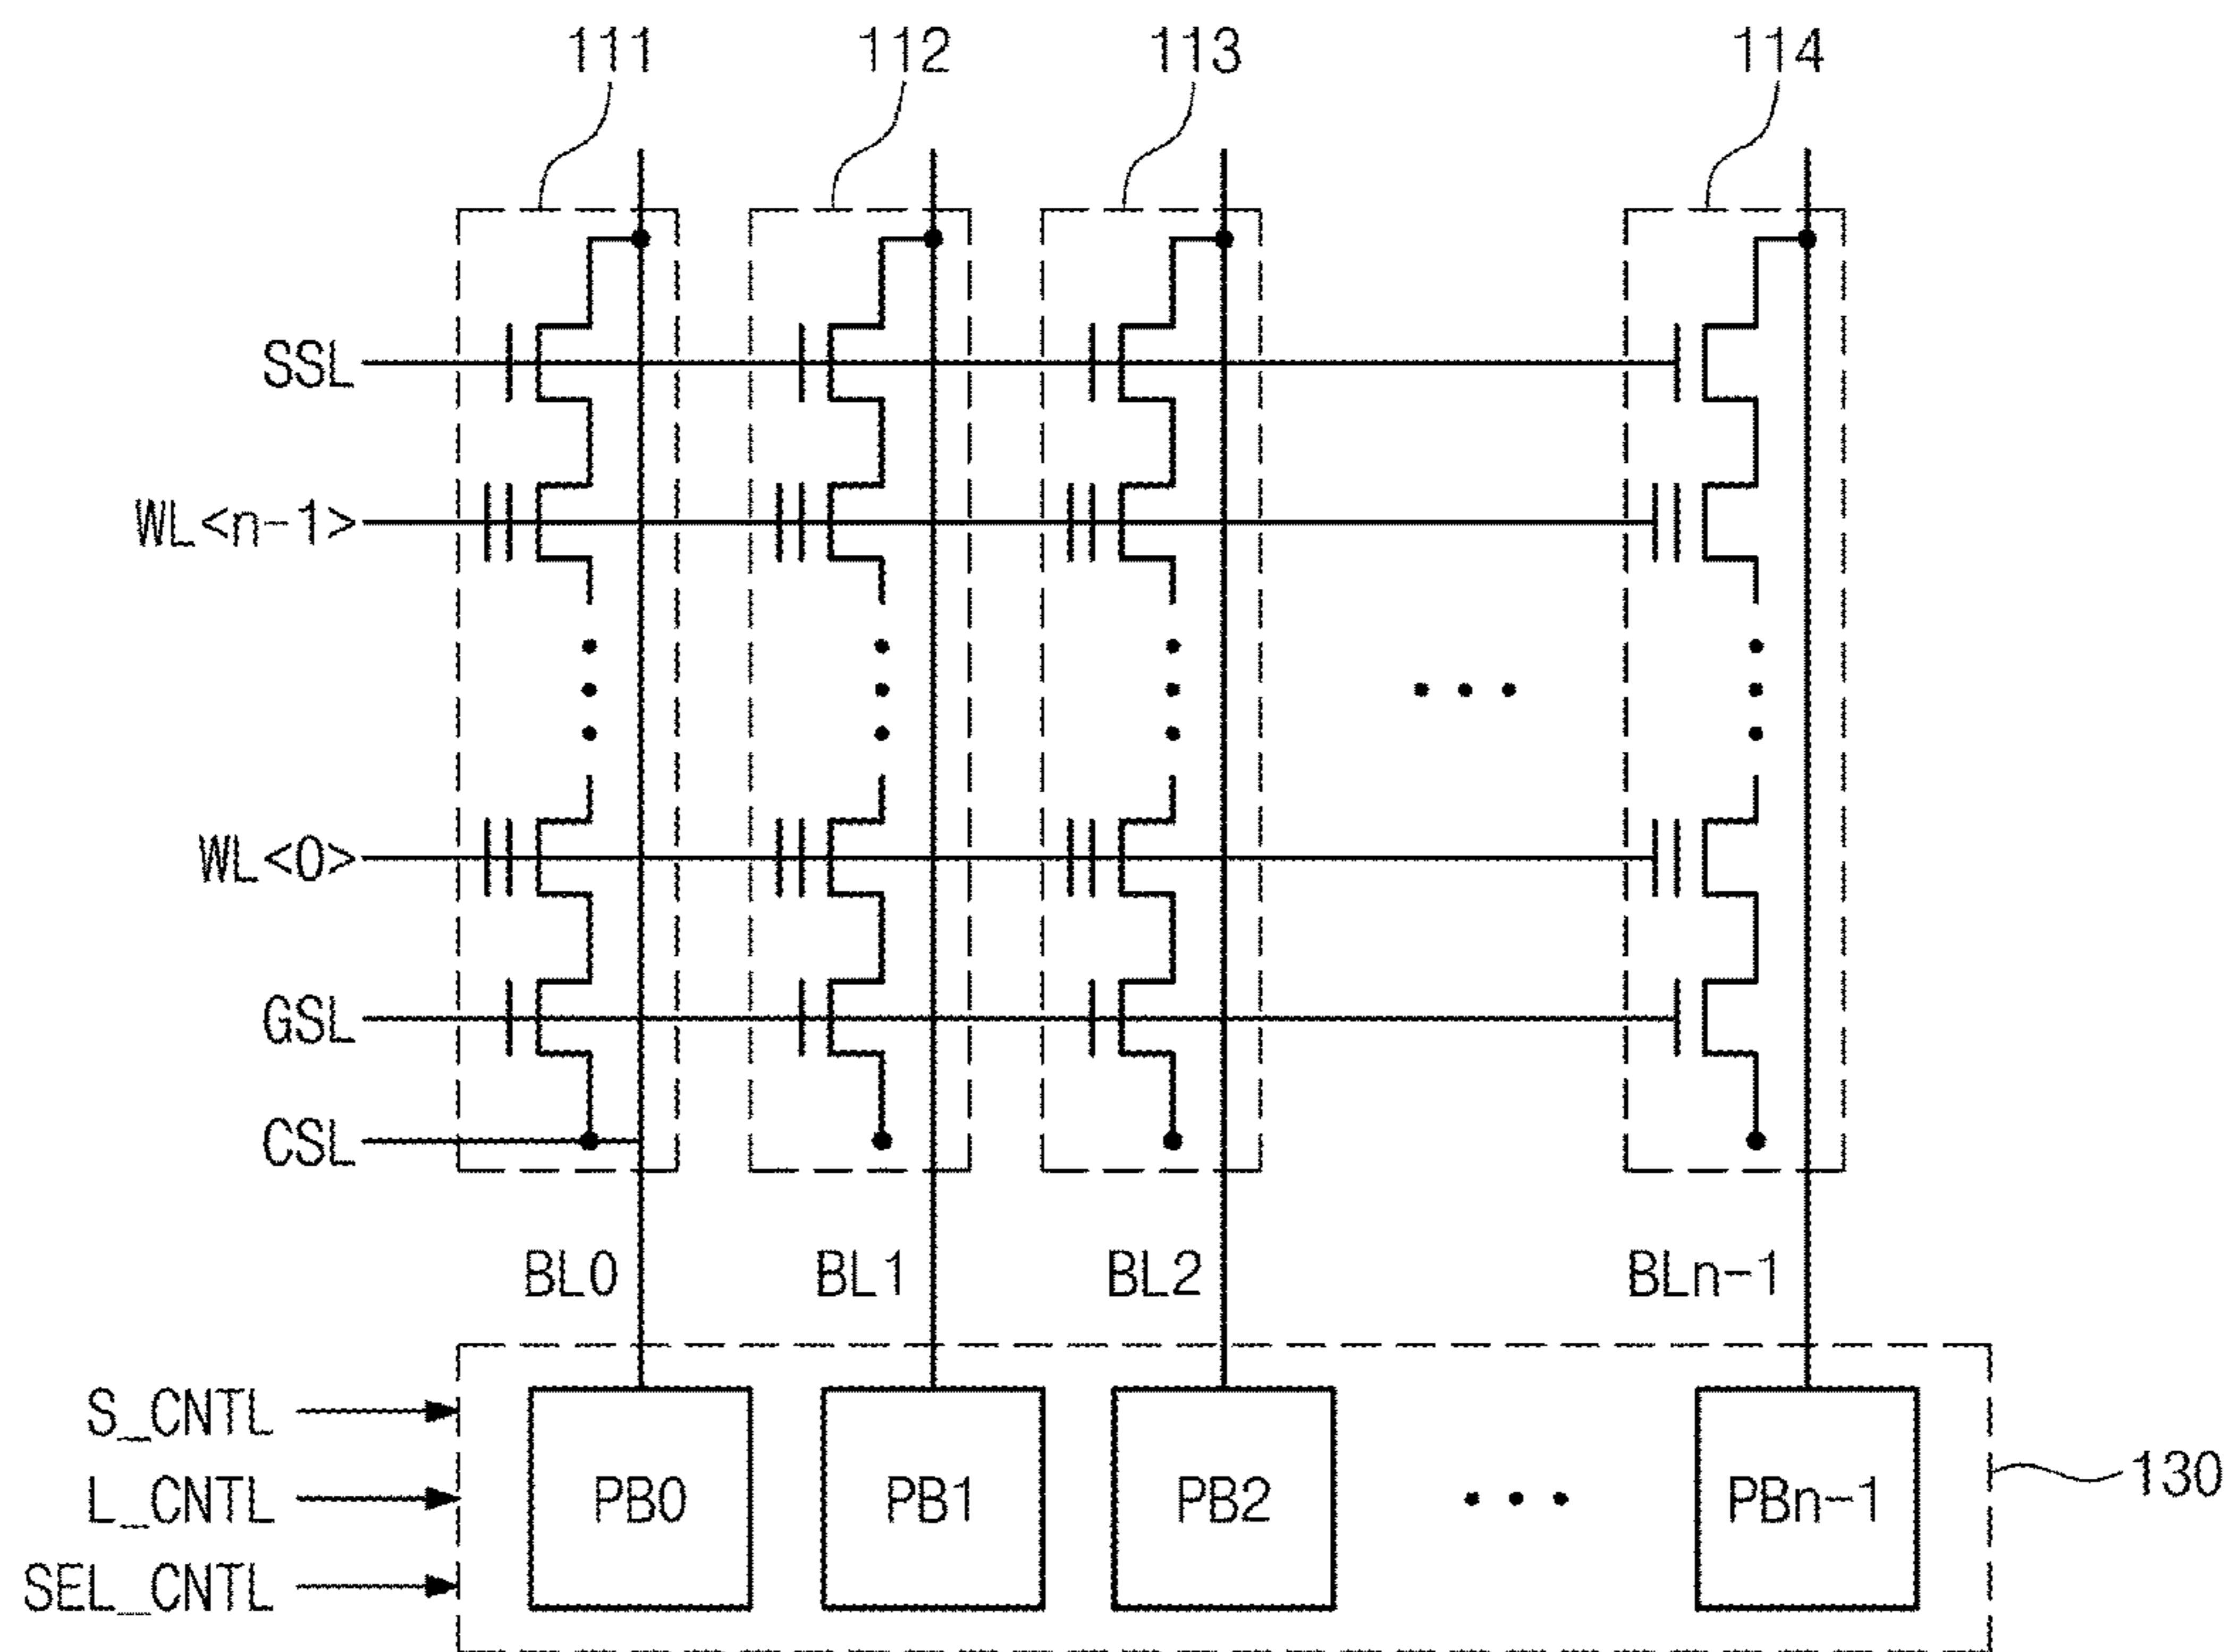 111 112 113 114
SSL
WL<n-1>
WL<0>
GSL
CSL
BL0 BL1 BL2 BLn-1
S_CNTL
L_CNTL
SEL_CNTL
PB0 PB1 PB2 PBn-1
130